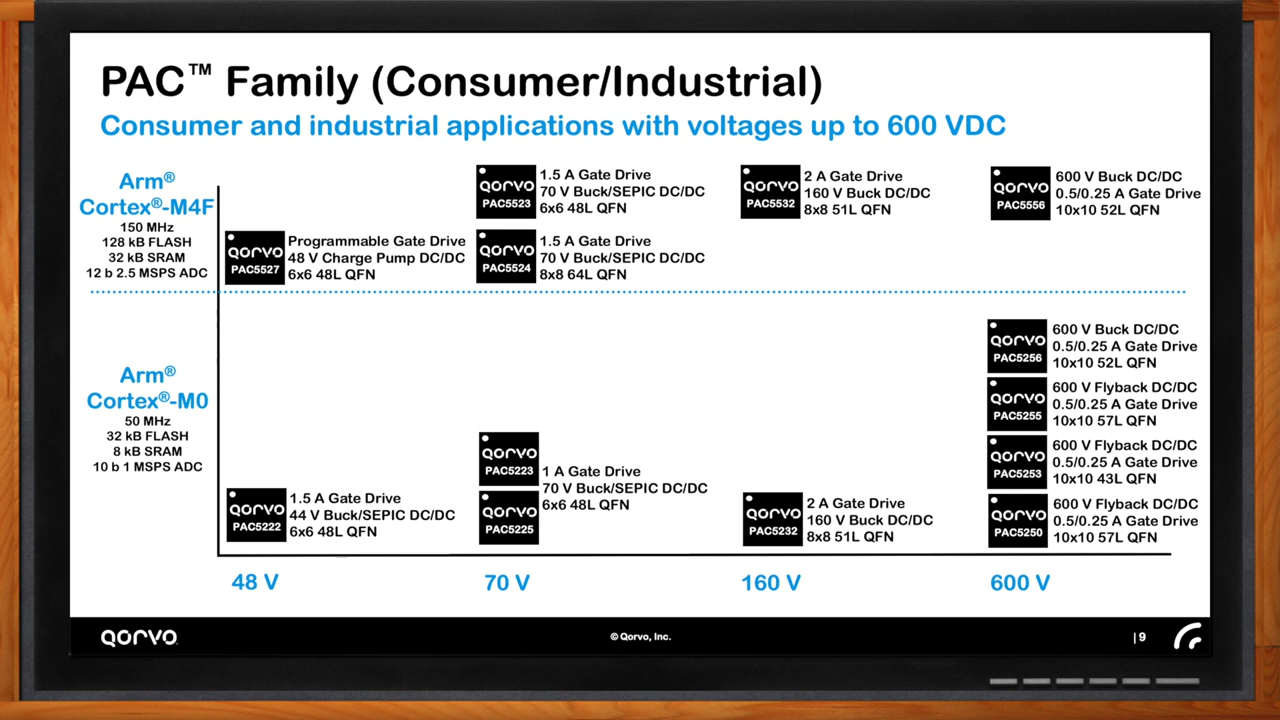 PAC™ Family (Consumer/Industrial)
Consumer and industrial applications with voltages up to 600 VDC
Arm®
Cortex®-M4F
150 MHz
128 kB FLASH
32 kB SRAM
12 b 2.5 MSPS ADC
QORVO
PAC5527
Programmable Gate Drive
48 V Charge Pump DC/DC
6x6 48L QFN
QORVO
PAC5523
1.5 A Gate Drive
70 V Buck/SEPIC DC/DC
6x6 48L QFN
QORVO
PAC5524
1.5 A Gate Drive
70 V Buck/SEPIC DC/DC
8x8 64L QFN
QORVO
PAC5532
2 A Gate Drive
160 V Buck DC/DC
8x8 51L QFN
QORVO
PAC5556
600 V Buck DC/DC
0.5/0.25 A Gate Drive
10x10 52L QFN
Arm®
Cortex®-M0
50 MHz
32 kB FLASH
8 kB SRAM
10 b 1 MSPS ADC
QORVO
PAC5222
1.5 A Gate Drive
44 V Buck/SEPIC DC/DC
6x6 48L QFN
QORVO
PAC5223
QORVO
PAC5225
1 A Gate Drive
70 V Buck/SEPIC DC/DC
6x6 48L QFN
QORVO
PAC5232
2 A Gate Drive
160 V Buck DC/DC
8x8 51L QFN
QORVO
PAC5256
600 V Buck DC/DC
0.5/0.25 A Gate Drive
10x10 52L QFN
QORVO
PAC5255
600 V Flyback DC/DC
0.5/0.25 A Gate Drive
10x10 57L QFN
QORVO
PAC5253
600 V Flyback DC/DC
0.5/0.25 A Gate Drive
10x10 43L QFN
QORVO
PAC5250
600 V Flyback DC/DC
0.5/0.25 A Gate Drive
10x10 57L QFN
48 V
70 V
160 V
600 V
QORVO
© Qorvo, Inc.
| 9